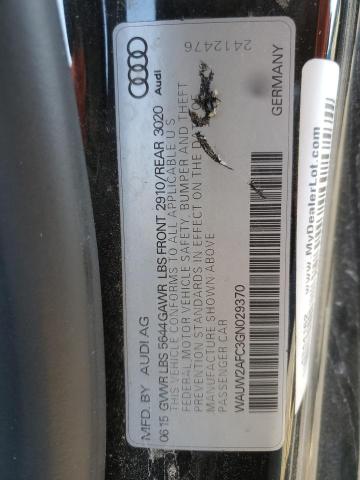 MFD. BY AUDI AG
06 15 GVWR LBS 5644 GAWR LBS FRONT 2910/REAR 3020
THIS VEHICLE CONFORMS TO ALL APPLICABLE U S
FEDERAL MOTOR VEHICLE SAFETY, BUMPER AND THEFT
PREVENTION STANDARDS IN EFFECT ON THE DA
MANUFACTURE SHOWN ABOVE
PASSENGER CAR
WAUW2AFC3GN029370
GERMANY
Audi
2412476
www.MyDealerLot.com